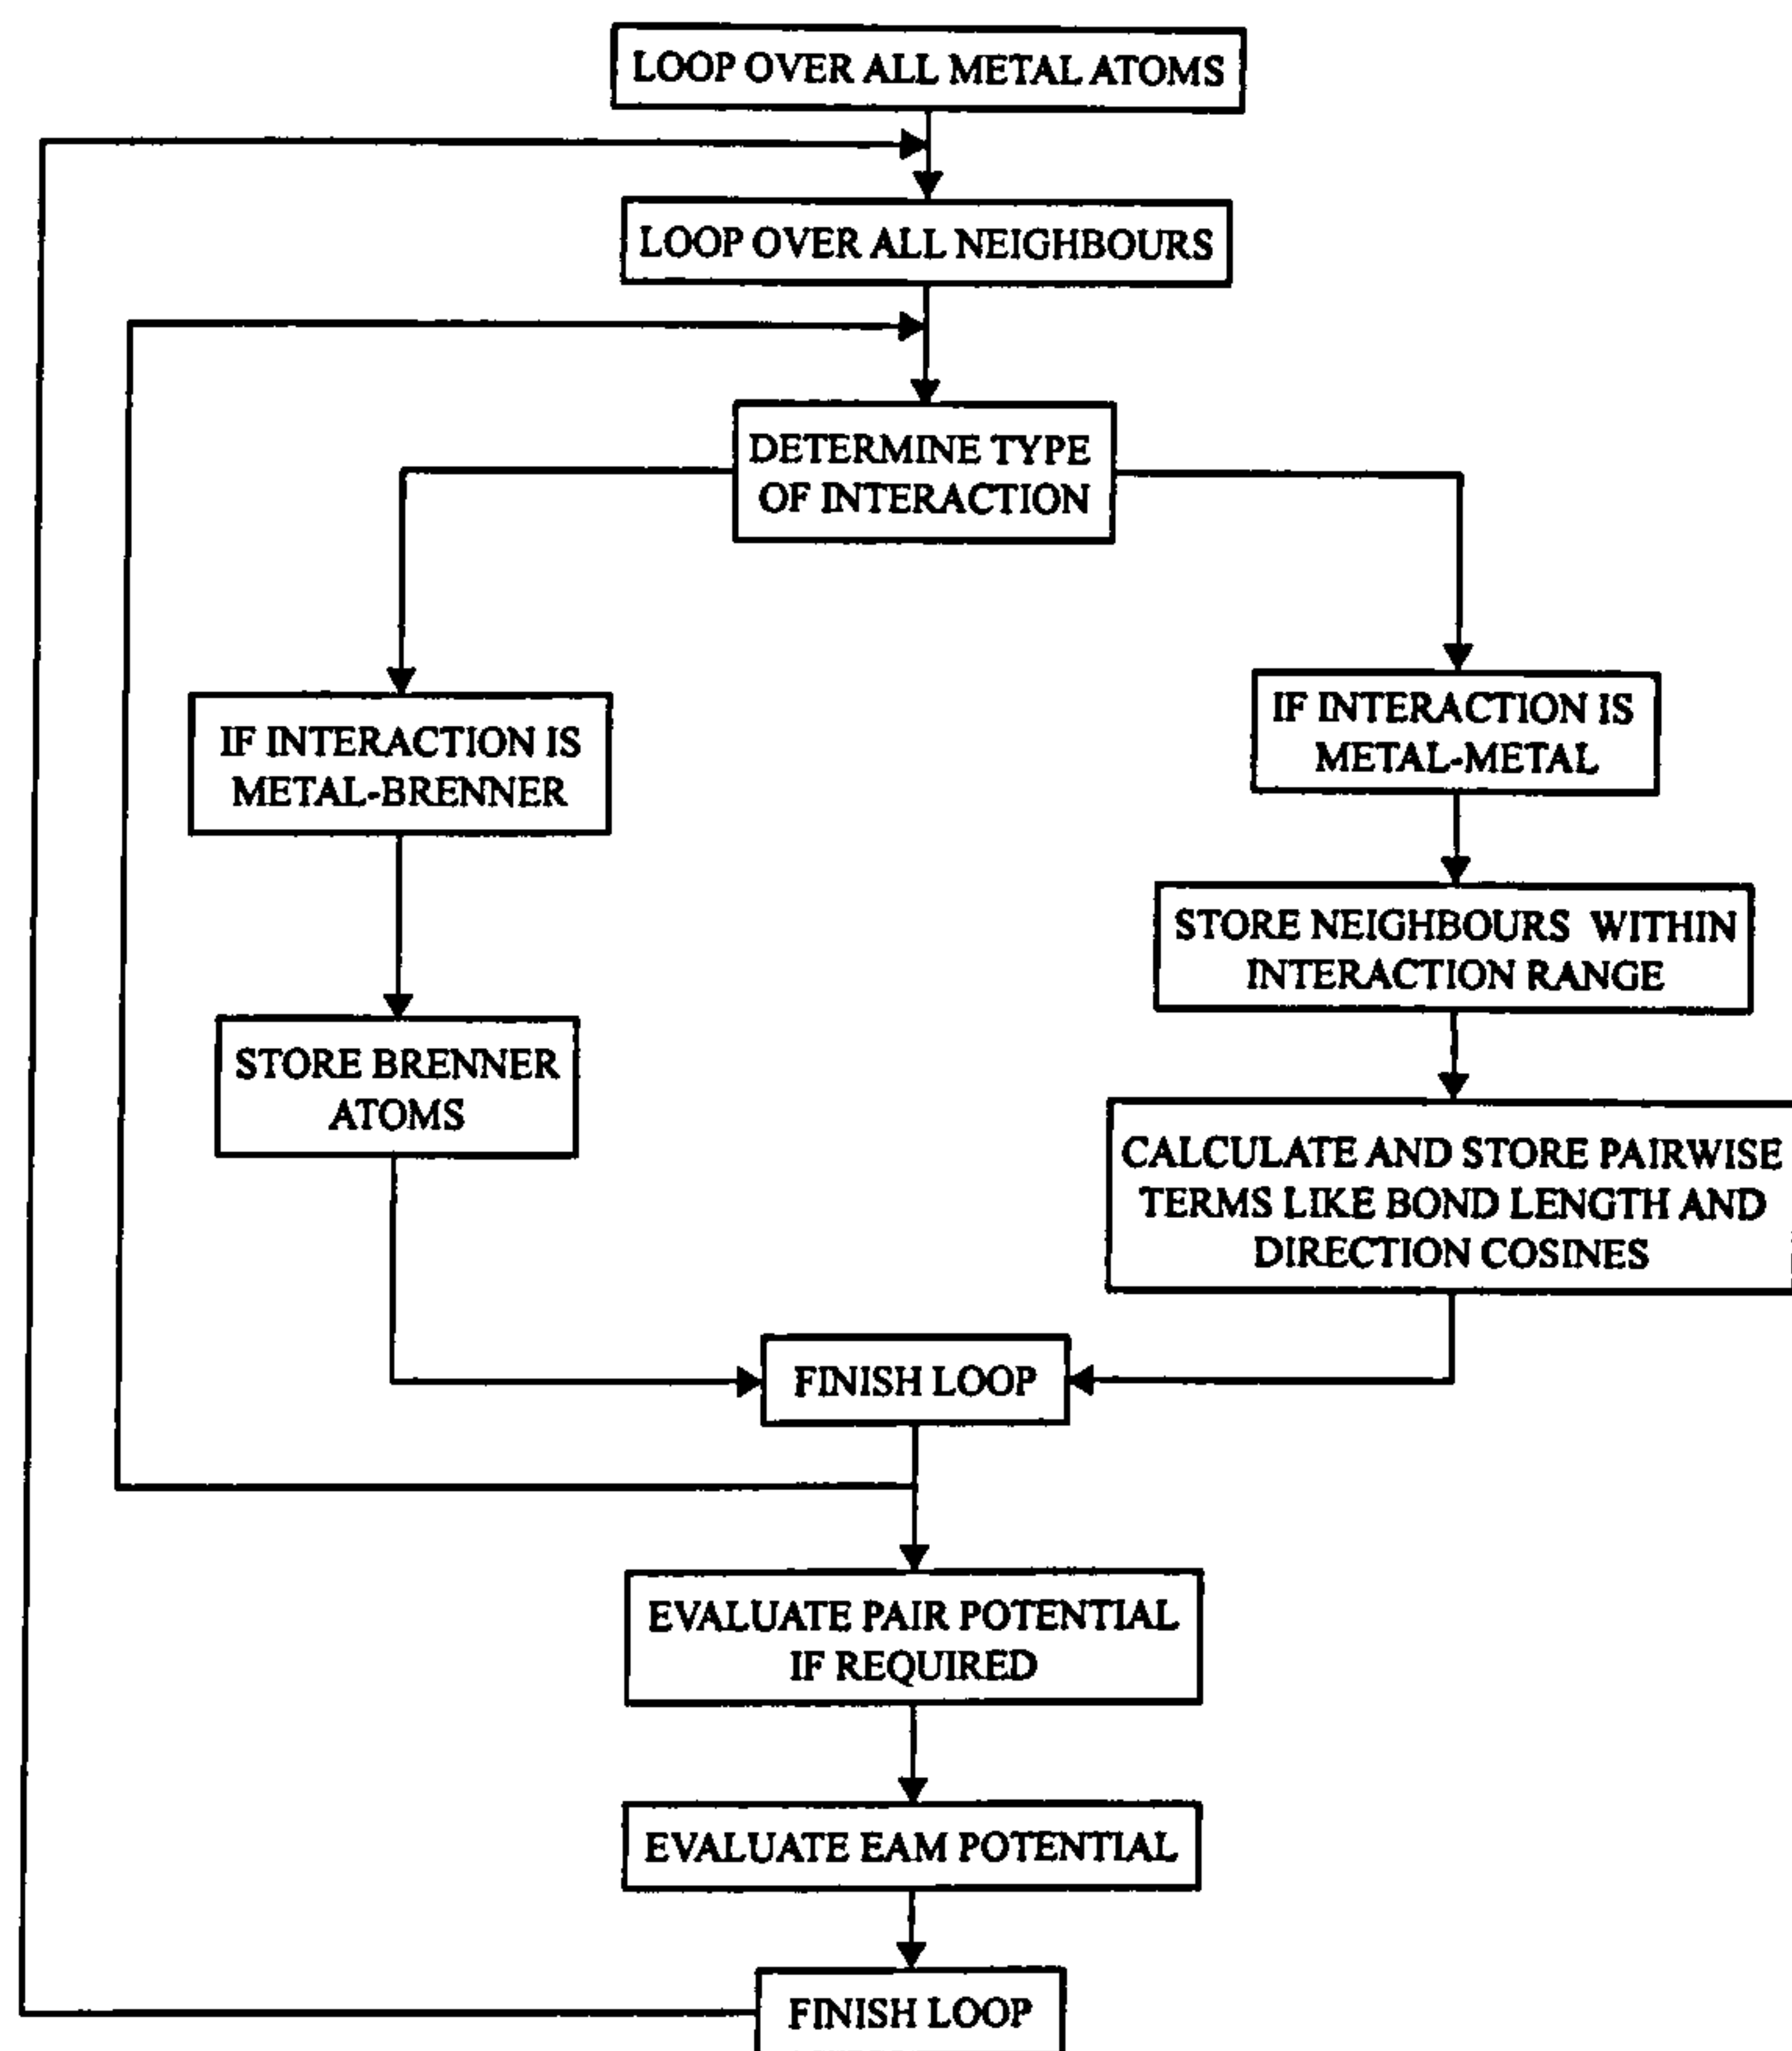 LOOP OVER ALL METAL ATOMS
LOOP OVER ALL NEIGHBOURS
DETERMINE TYPE
OF INTERACTION
IF INTERACTION IS
METAL-BRENNER
IF INTERACTION IS
METAL-METAL
STORE NEIGHBOURS WITHIN
INTERACTION RANGE
STORE BRENNER
ATOMS
CALCULATE AND STORE PAIRWISE
TERMS LIKE BOND LENGTH AND
DIRECTION COSINES
FINISH LOOP
EVALUATE PAIR POTENTIAL
IF REQUIRED
EVALUATE EAM POTENTIAL
FINISH LOOP